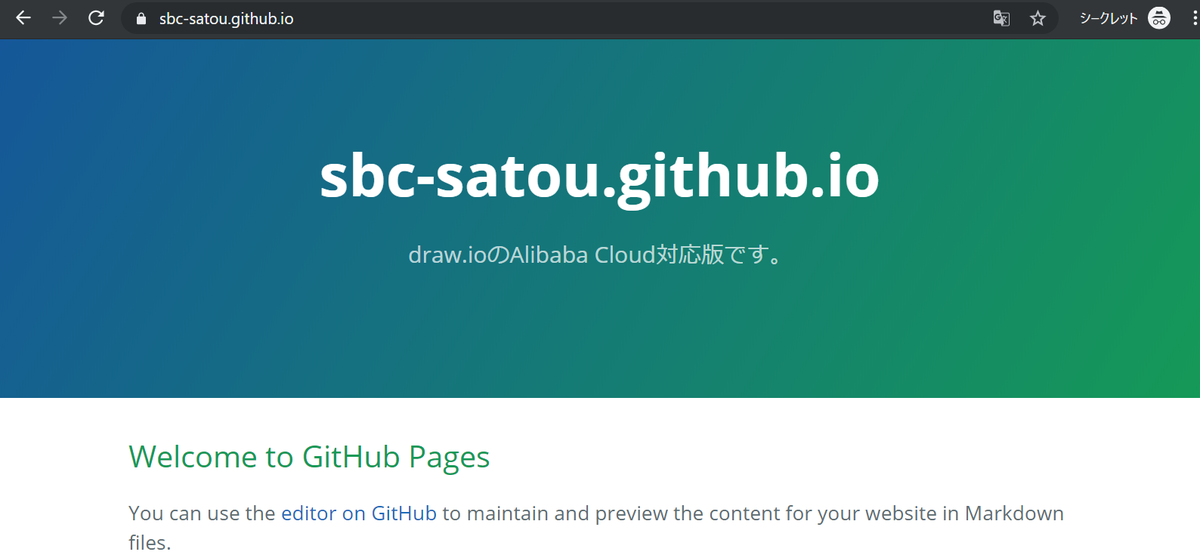 sbc-satou.github.io
シークレット
sbc-satou.github.io
draw.ioのAlibaba Cloud対応版です。
Welcome to GitHub Pages
You can use the editor on GitHub to maintain and preview the content for your website in Markdown
files.